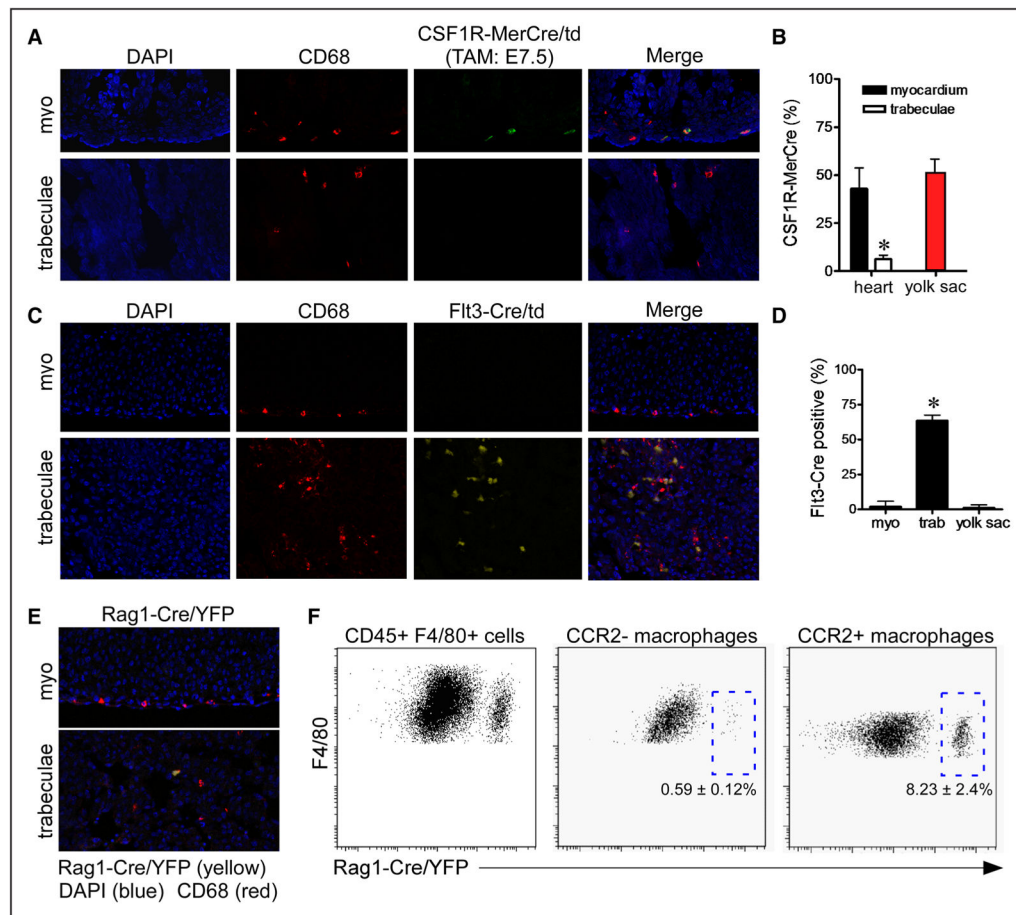 A
DAPI
CD68
CSF1R-MerCre/td
(TAM: E7.5)
Merge
myo
trabeculae
B
CSF1R-MerCre (%)
100
75
50
25
0
myocardium
trabeculae
*
heart
yolk sac
C
DAPI
CD68
Flt3-Cre/td
Merge
myo
trabeculae
D
Flt3-Cre positive (%)
100
75
50
25
0
*
myo
trab
yolk sac
E
Rag1-Cre/YFP
myo
trabeculae
Rag1-Cre/YFP (yellow)
DAPI (blue) CD68 (red)
F
CD45+ F4/80+ cells
CCR2- macrophages
CCR2+ macrophages
F4/80
0.59 ± 0.12%
8.23 ± 2.4%
Rag1-Cre/YFP